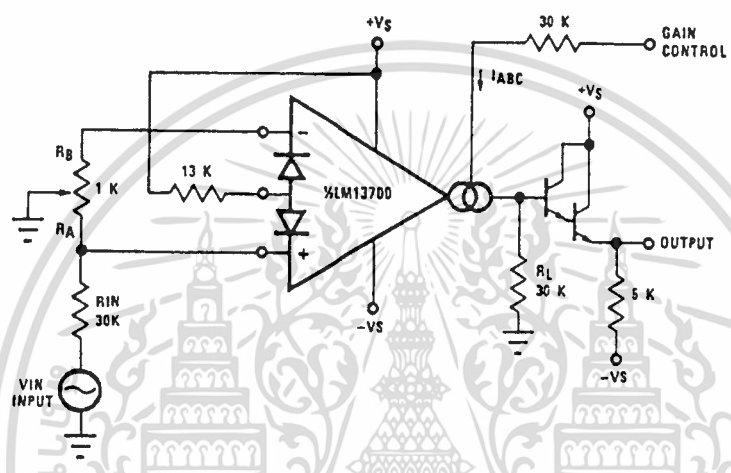 +VS
30 K
GAIN
CONTROL
IABC
+VS
RB
1 K
13 K
½LM13700
RA
RL
30 K
OUTPUT
5 K
RIN
30K
-VS
-VS
VIN
INPUT